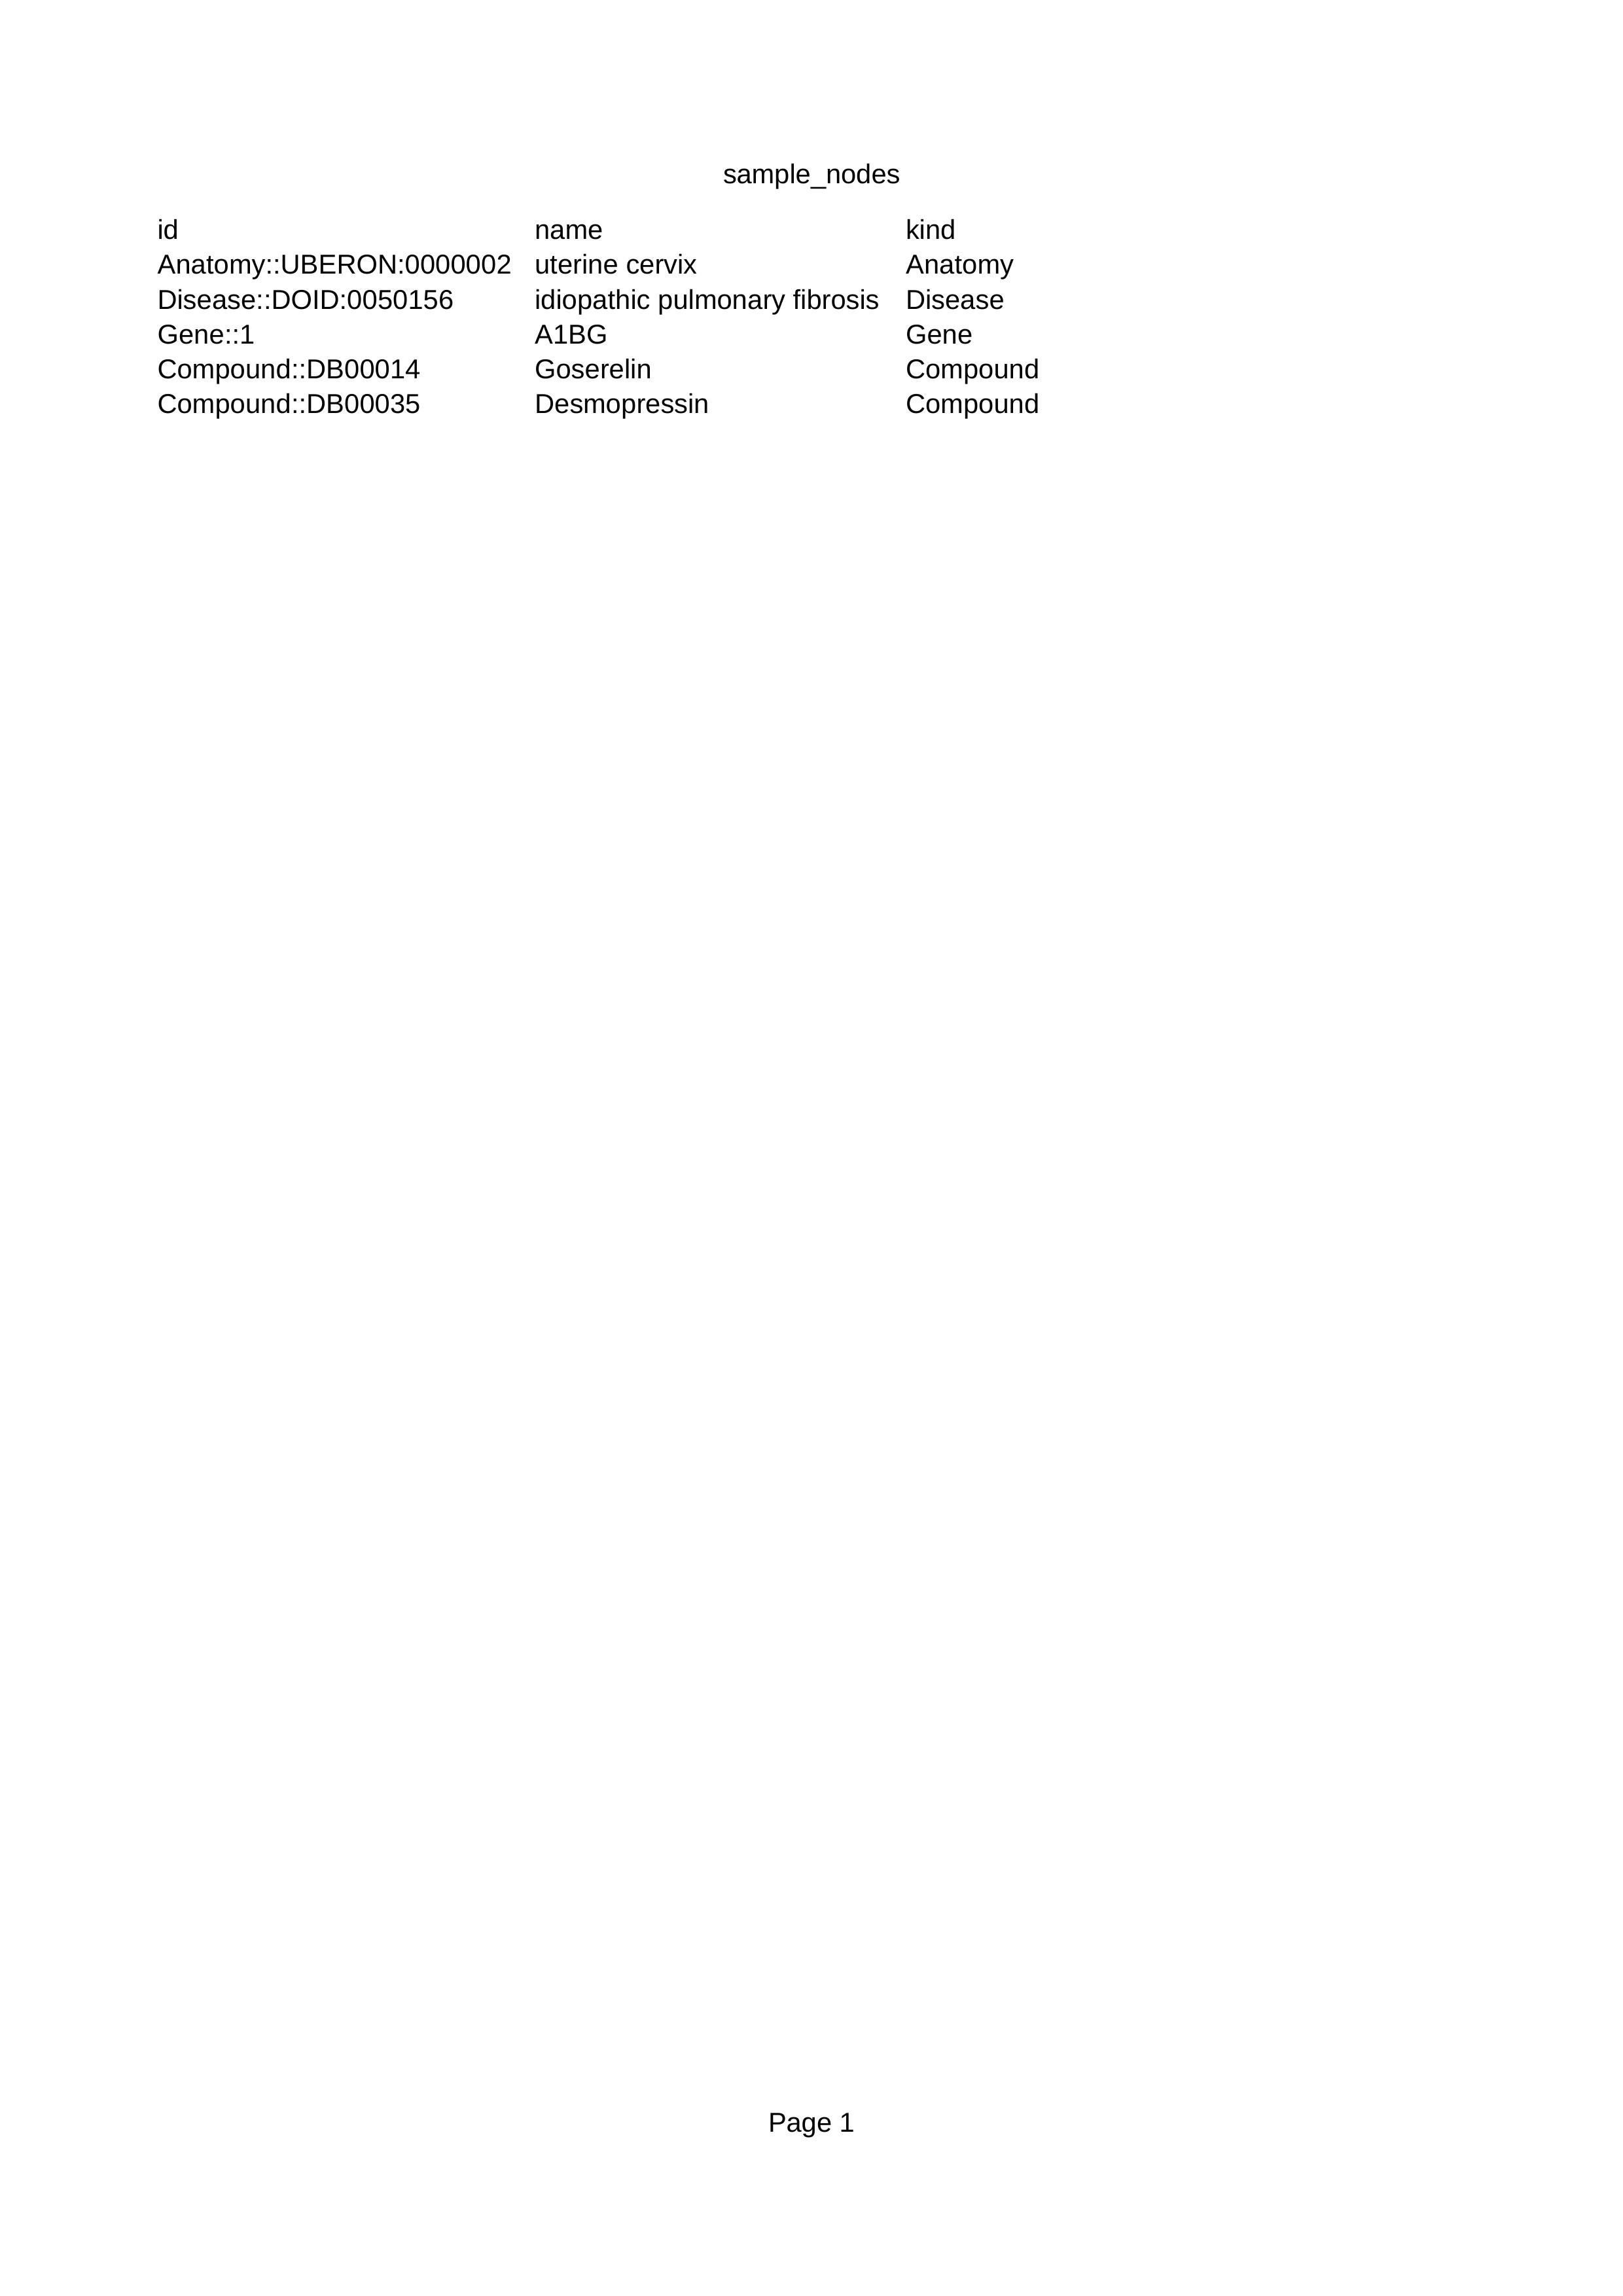 sample_nodes
id name kind
Anatomy::UBERON:0000002 uterine cervix Anatomy
Disease::DOID:0050156 idiopathic pulmonary fibrosis Disease
Gene::1 A1BG Gene
Compound::DB00014 Goserelin Compound
Compound::DB00035 Desmopressin Compound
Page 1